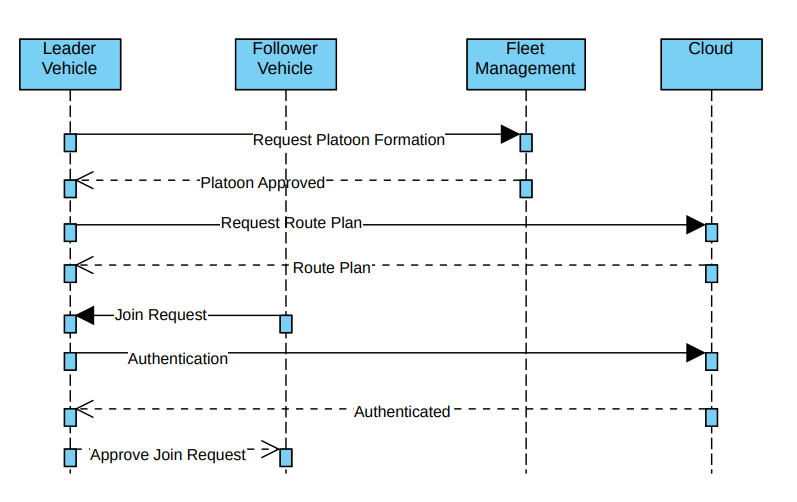 Leader
Vehicle
Follower
Vehicle
Fleet
Management
Cloud
Request Platoon Formation
Platoon Approved
Request Route Plan
Route Plan
Join Request
Authentication
Authenticated
Approve Join Request